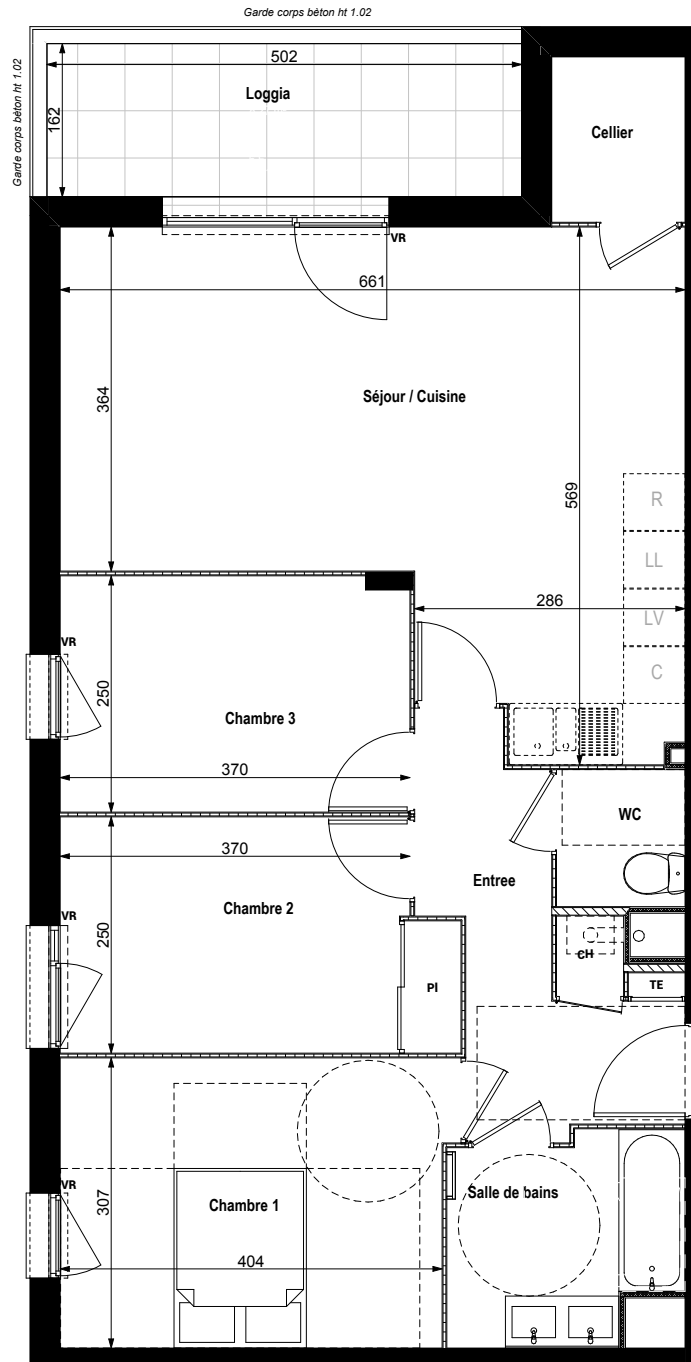 Garde corps bèton ht 1.02
Garde corps bèton ht 1.02
502
162
Loggia
Cellier
VR
661
364
Séjour / Cuisine
569
R
LL
286
LV
C
VR
250
Chambre 3
370
WC
370
Entree
Chambre 2
VR
250
CH
PI
TE
307
VR
Chambre 1
Salle de bains
404